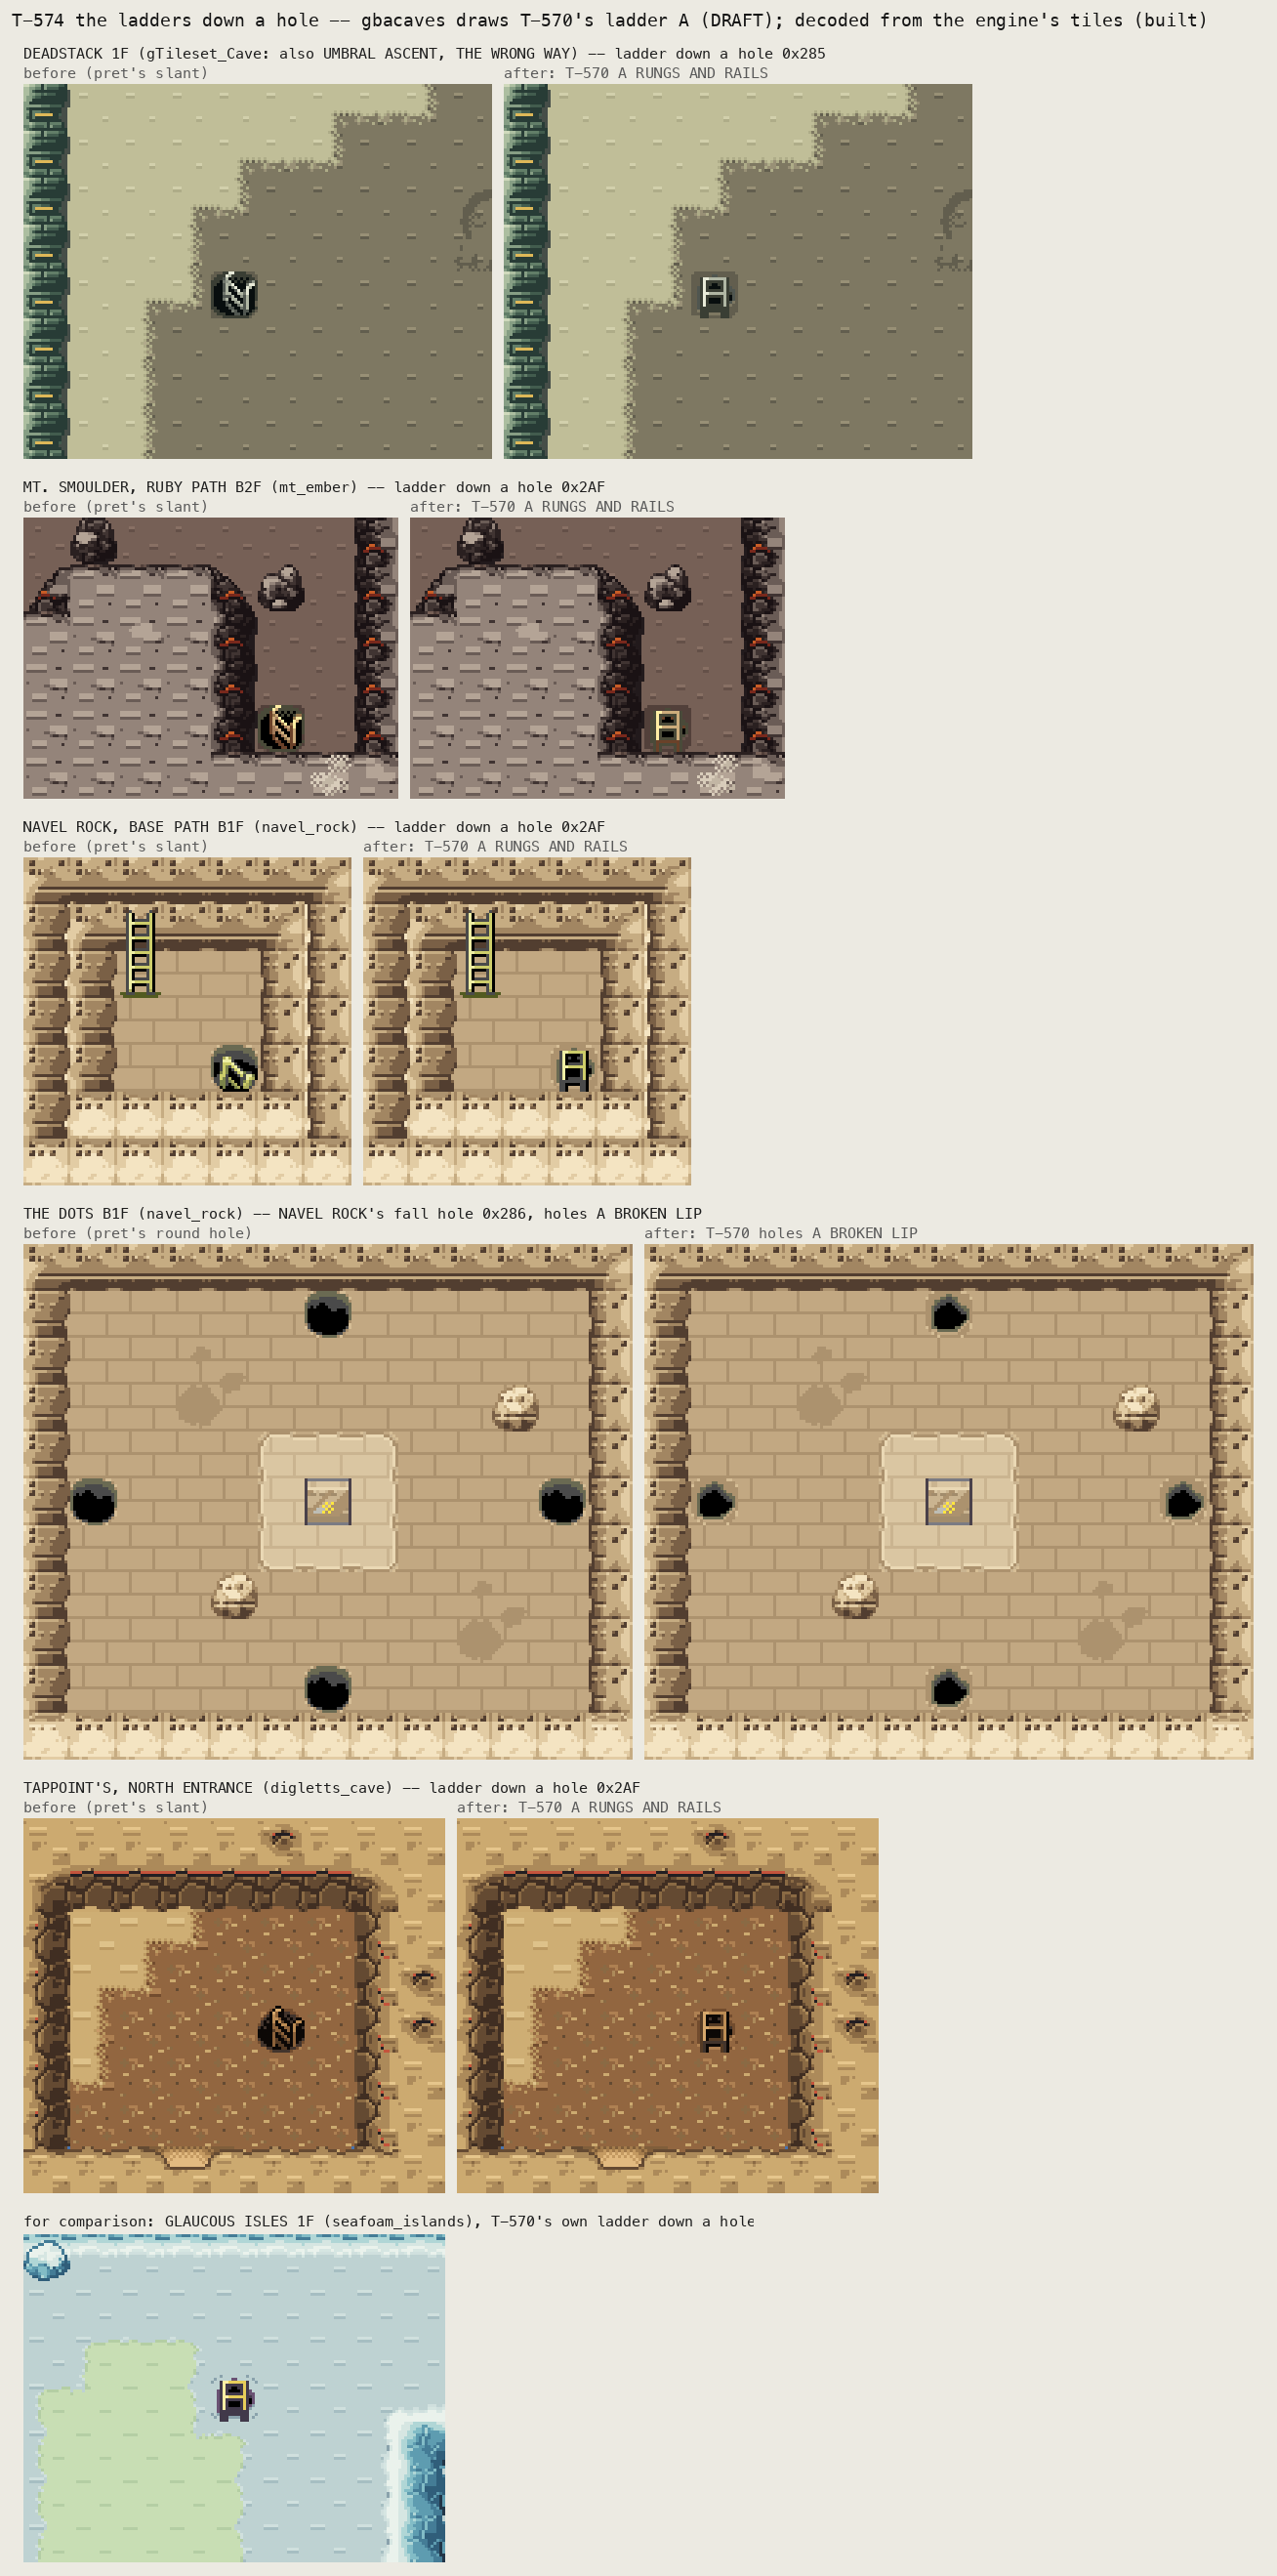 T-574 the ladders down a hole -- gbacaves draws T-570's ladder A (DRAFT); decoded from the engine's tiles (built)
DEADSTACK 1F (gTileset_Cave: also UMBRAL ASCENT, THE WRONG WAY) -- ladder down a hole 0x285
before (pret's slant)
after: T-570 A RUNGS AND RAILS
MT. SMOULDER, RUBY PATH B2F (mt_ember) -- ladder down a hole 0x2AF
before (pret's slant)
after: T-570 A RUNGS AND RAILS
NAVEL ROCK, BASE PATH B1F (navel_rock) -- ladder down a hole 0x2AF
before (pret's slant)
after: T-570 A RUNGS AND RAILS
THE DOTS B1F (navel_rock) -- NAVEL ROCK's fall hole 0x286, holes A BROKEN LIP
before (pret's round hole)
after: T-570 holes A BROKEN LIP
TAPPOINT'S, NORTH ENTRANCE (digletts_cave) -- ladder down a hole 0x2AF
before (pret's slant)
after: T-570 A RUNGS AND RAILS
for comparison: GLAUCOUS ISLES 1F (seafoam_islands), T-570's own ladder down a hole